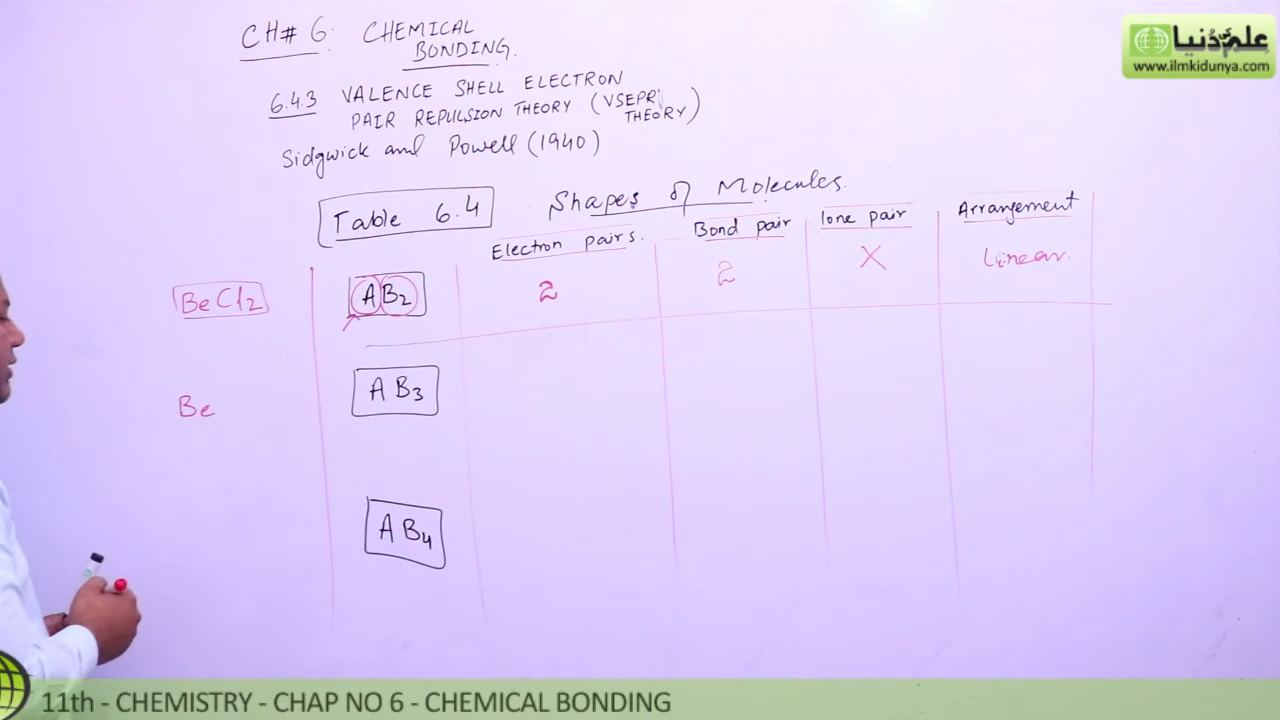 CH# 6. CHEMICAL
BONDING.
علم کی دُنیا
www.ilmkidunya.com
6.4.3 VALENCE SHELL ELECTRON
PAIR REPULSION THEORY (VSEPR
THEORY)
Sidgwick and Powell (1940)
Table 6.4 Shapes of Molecules.
Electron pairs. Bond pair lone pair Arrangement
BeCl2 AB2 2 2 X Linear.
Be AB3
AB4
11th - CHEMISTRY - CHAP NO 6 - CHEMICAL BONDING